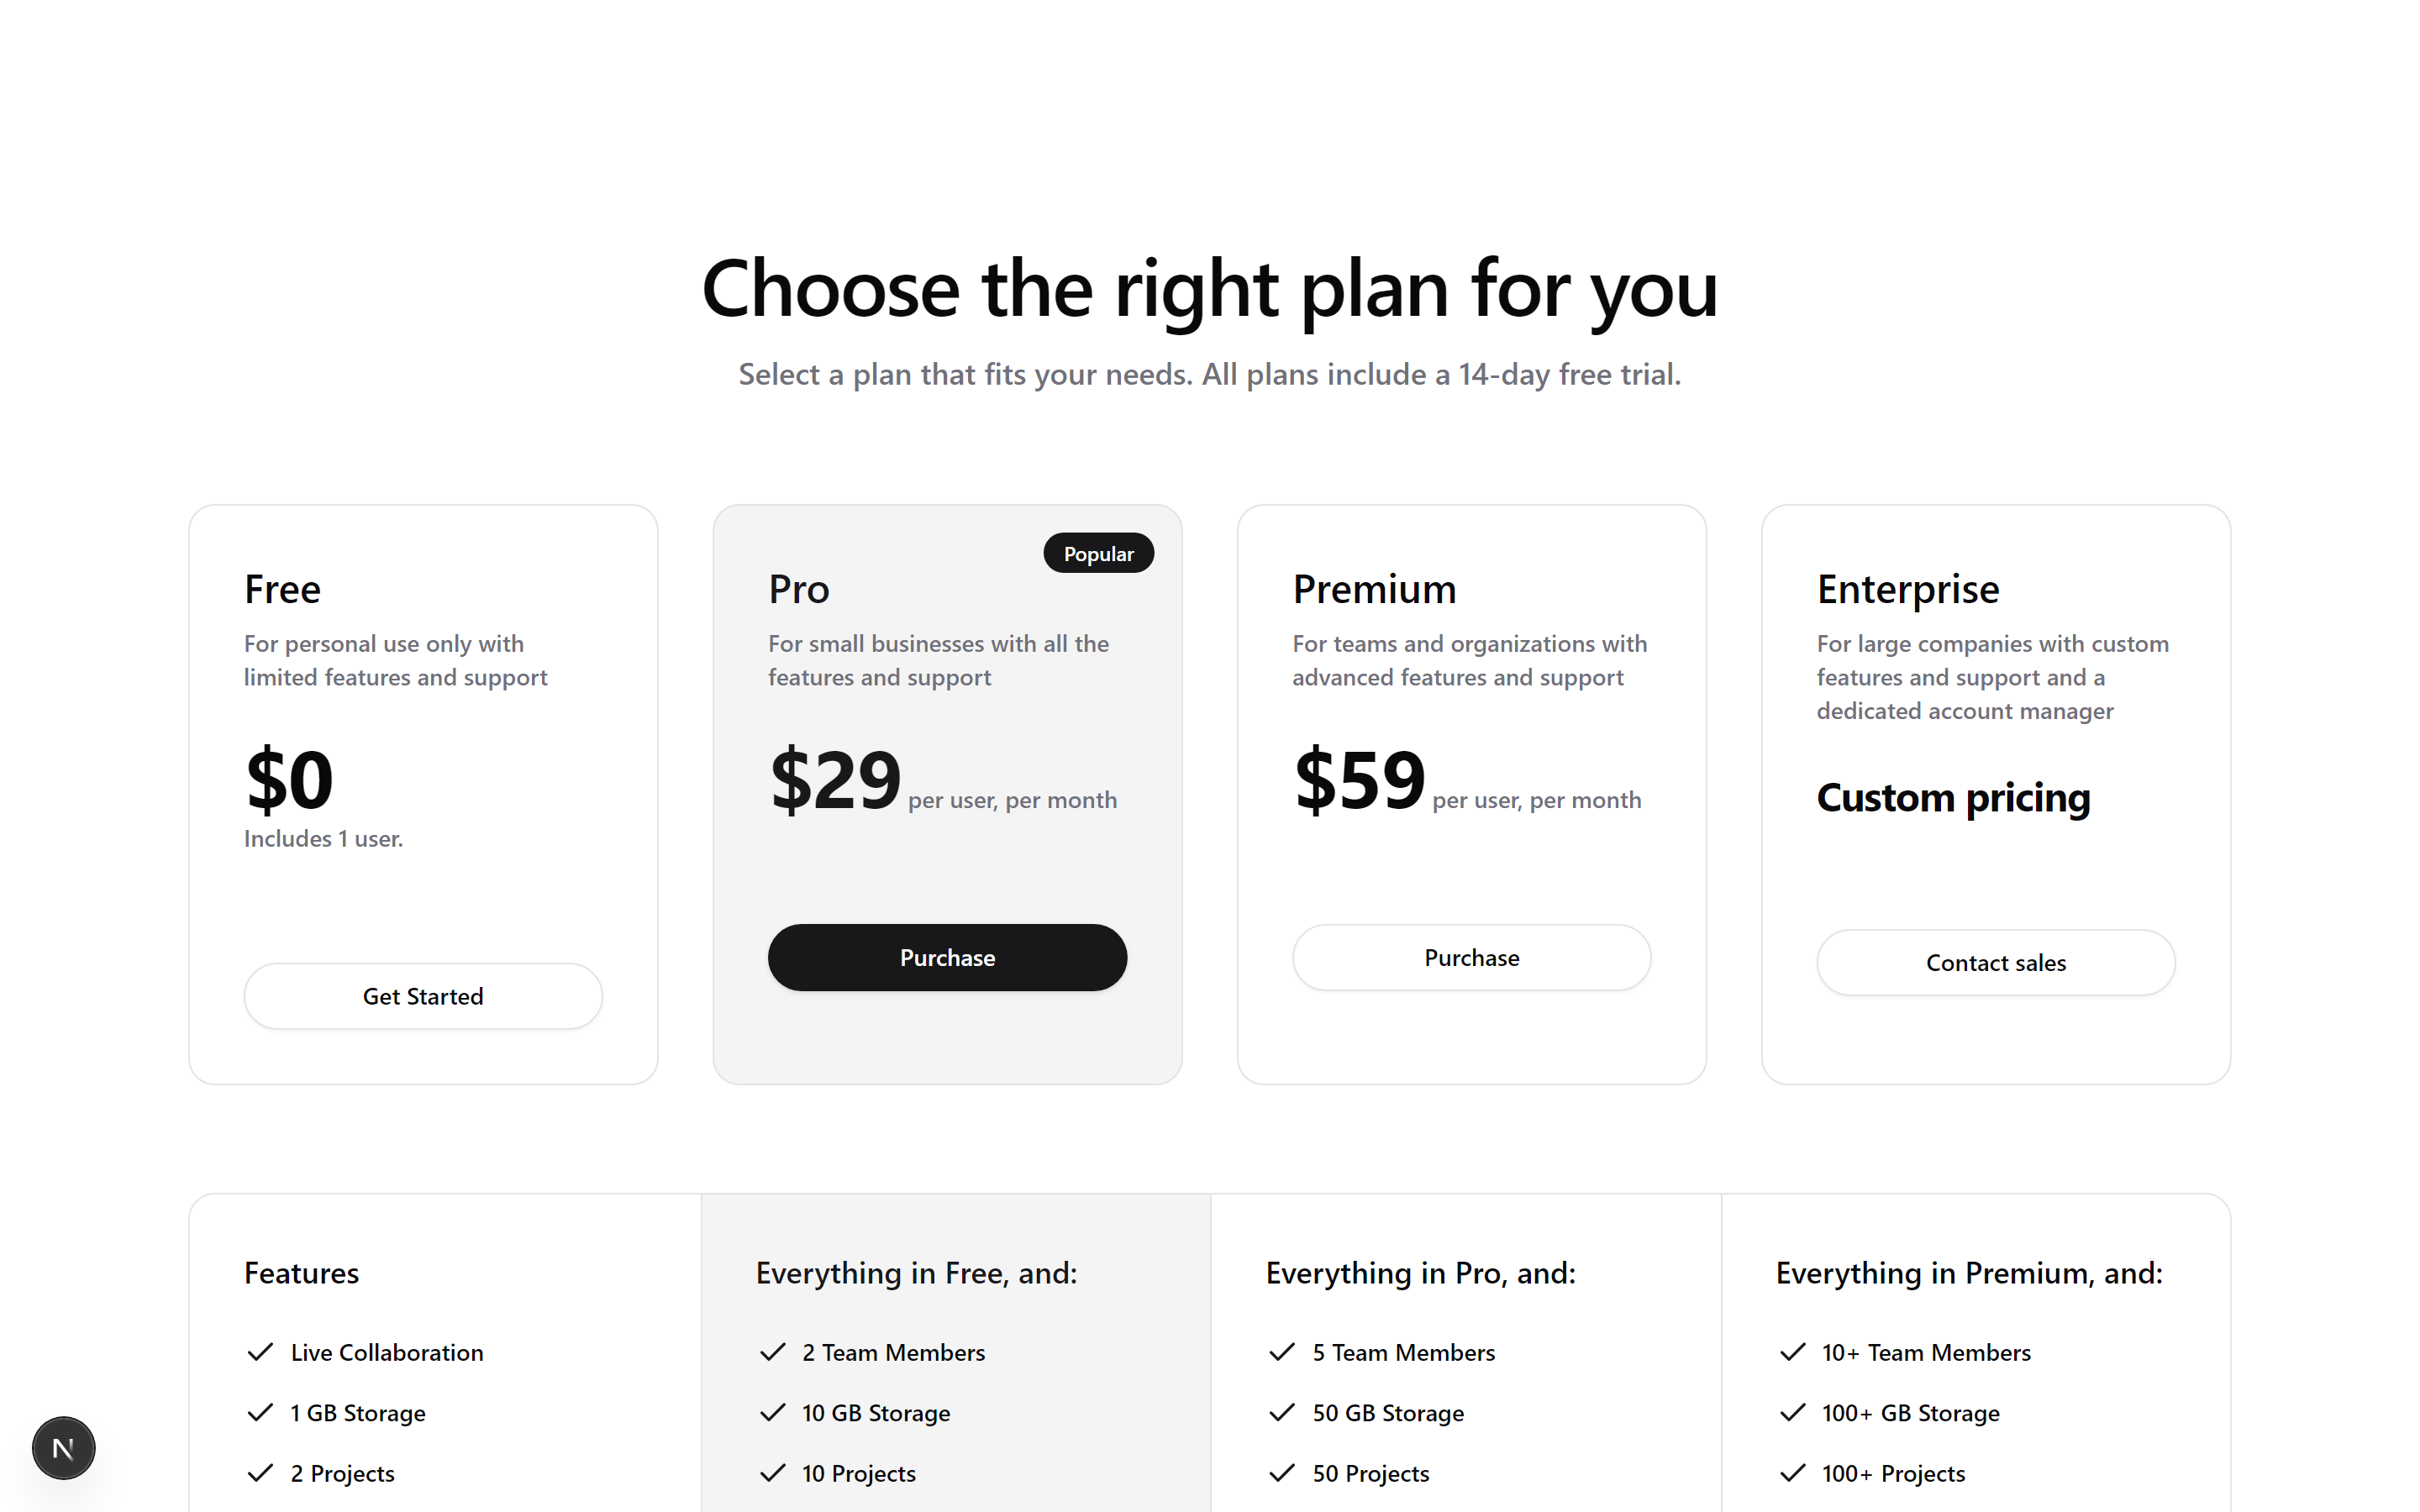 Choose the right plan for you
Select a plan that fits your needs. All plans include a 14-day free trial.
Free
For personal use only with
limited features and support
$0
Includes 1 user.
Get Started
Popular
Pro
For small businesses with all the
features and support
$29 per user, per month
Purchase
Premium
For teams and organizations with
advanced features and support
$59 per user, per month
Purchase
Enterprise
For large companies with custom
features and support and a
dedicated account manager
Custom pricing
Contact sales
Features
Live Collaboration
1 GB Storage
2 Projects
Everything in Free, and:
2 Team Members
10 GB Storage
10 Projects
Everything in Pro, and:
5 Team Members
50 GB Storage
50 Projects
Everything in Premium, and:
10+ Team Members
100+ GB Storage
100+ Projects
N